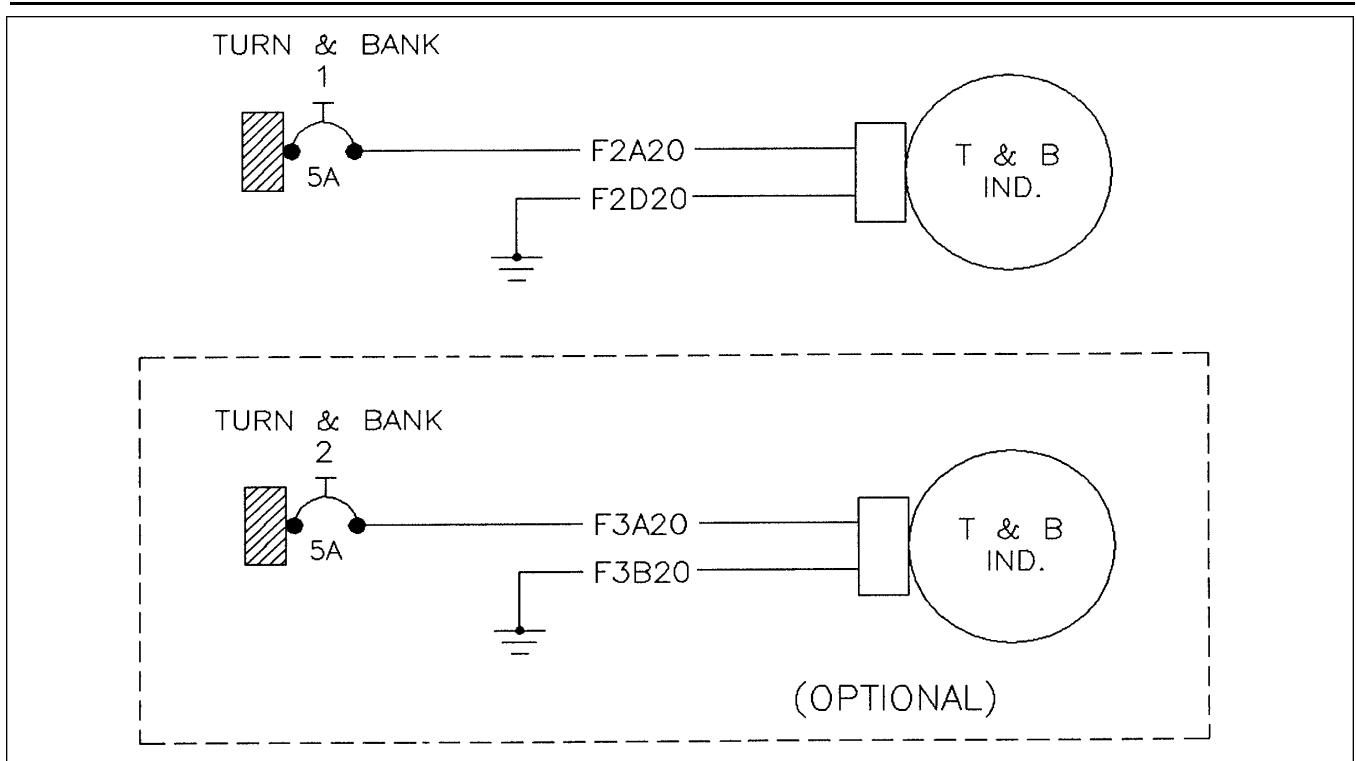 TURN & BANK
1
5A
F2A20
F2D20
T & B
IND.
TURN & BANK
2
5A
F3A20
F3B20
T & B
IND.
(OPTIONAL)